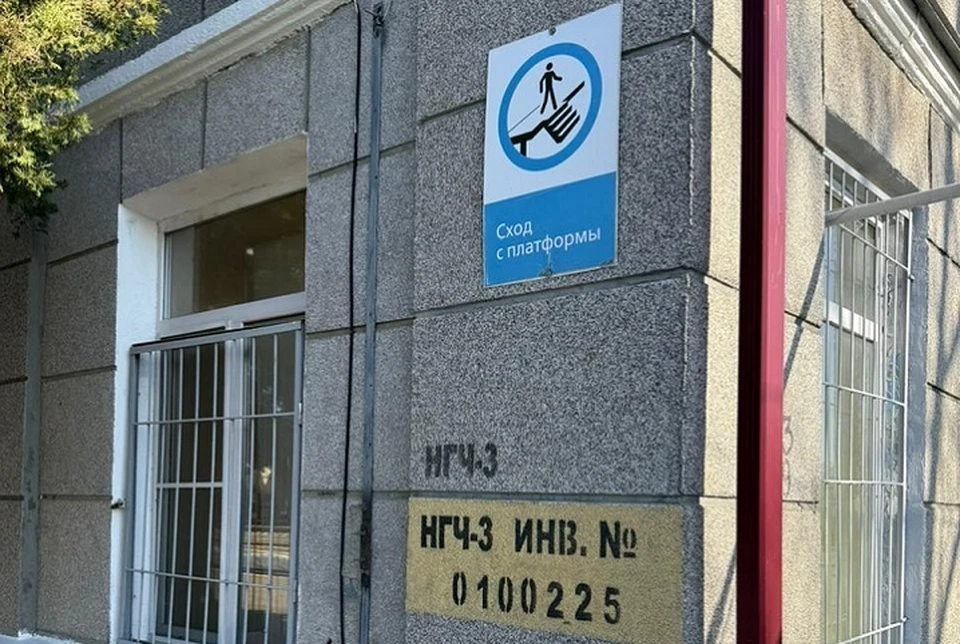 Сход
с платформы
НГЧ-3
НГЧ-3 ИНВ. №
0100225